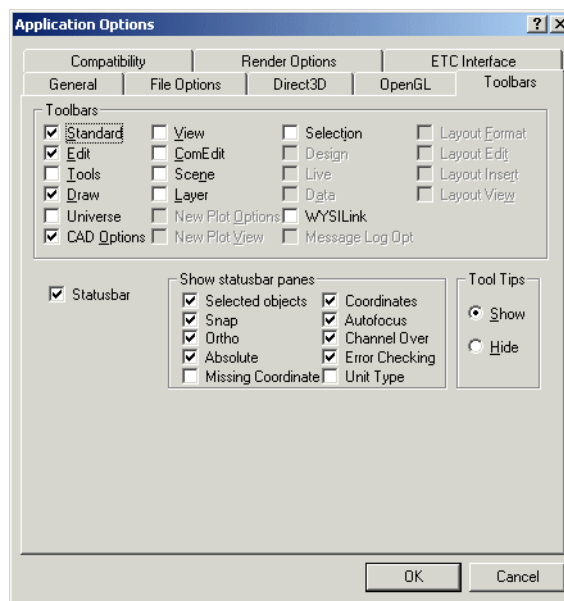 Application Options
Compatibility Render Options ETC Interface
General File Options Direct3D OpenGL Toolbars
Toolbars
Standard View Selection Layout Format
Edit ComEdit Design Layout Edit
Tools Scene Live Layout Insert
Draw Layer Data Layout View
Universe New Plot Options WYSILink
CAD Options New Plot View Message Log Opt
Statusbar
Show statusbar panes
Selected objects Coordinates
Snap Autofocus
Ortho Channel Over
Absolute Error Checking
Missing Coordinate Unit Type
Tool Tips
Show
Hide
OK Cancel